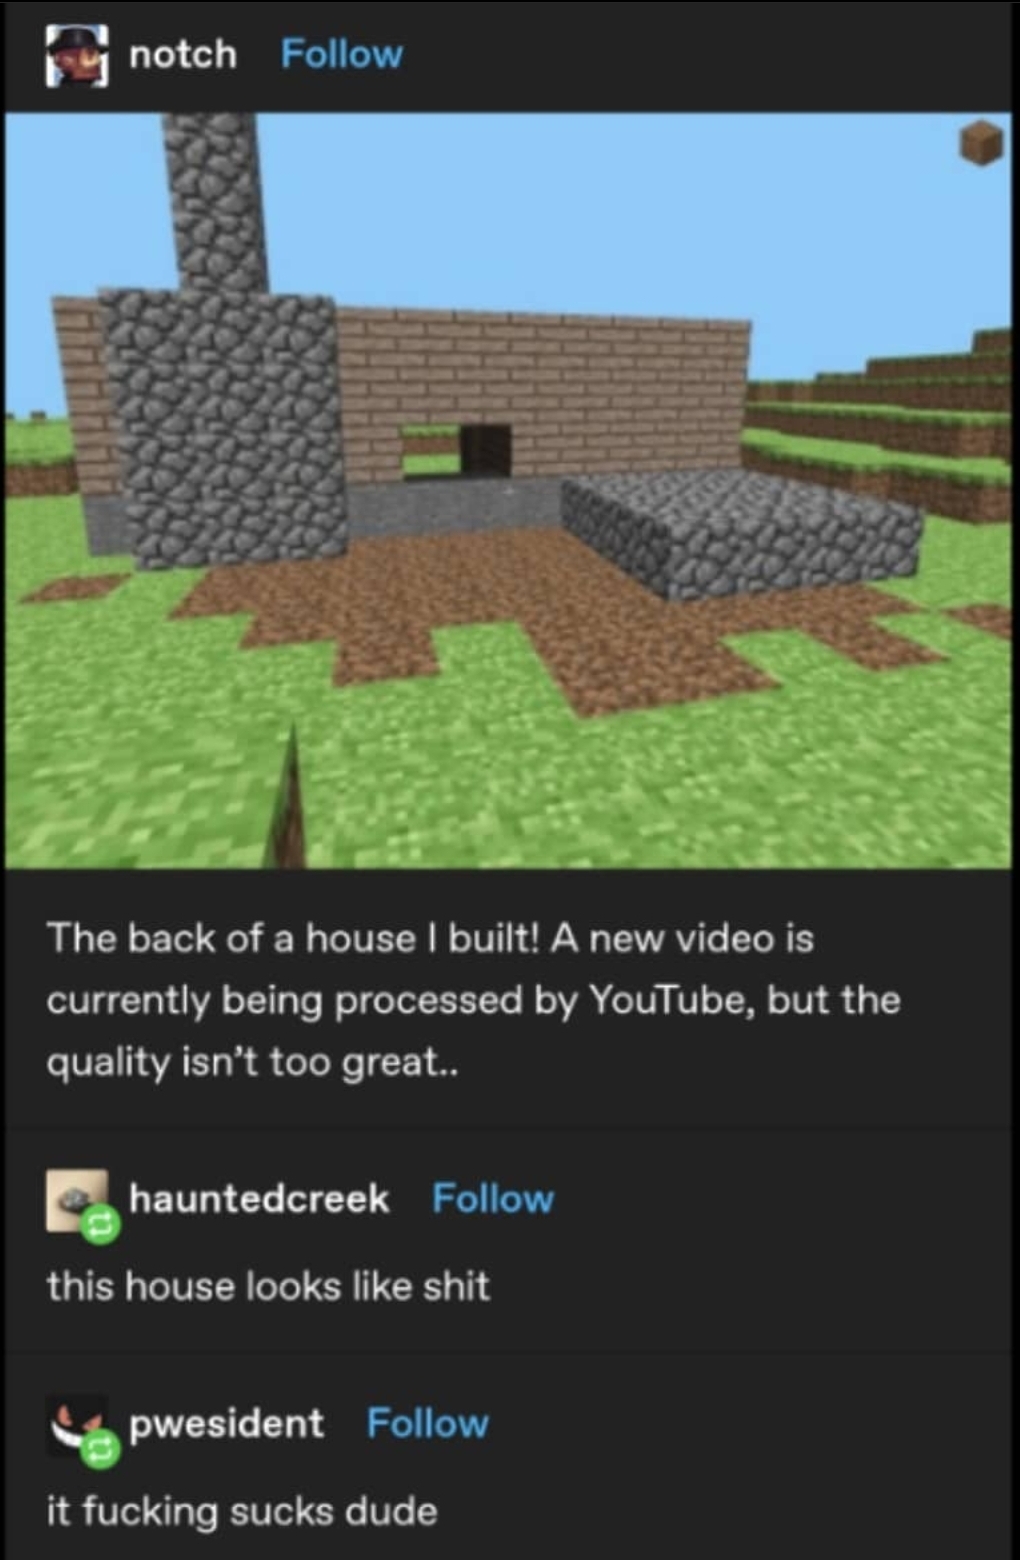 notch Follow
The back of a house I built! A new video is
currently being processed by YouTube, but the
quality isn't too great..
hauntedcreek Follow
this house looks like shit
pwesident Follow
it fucking sucks dude